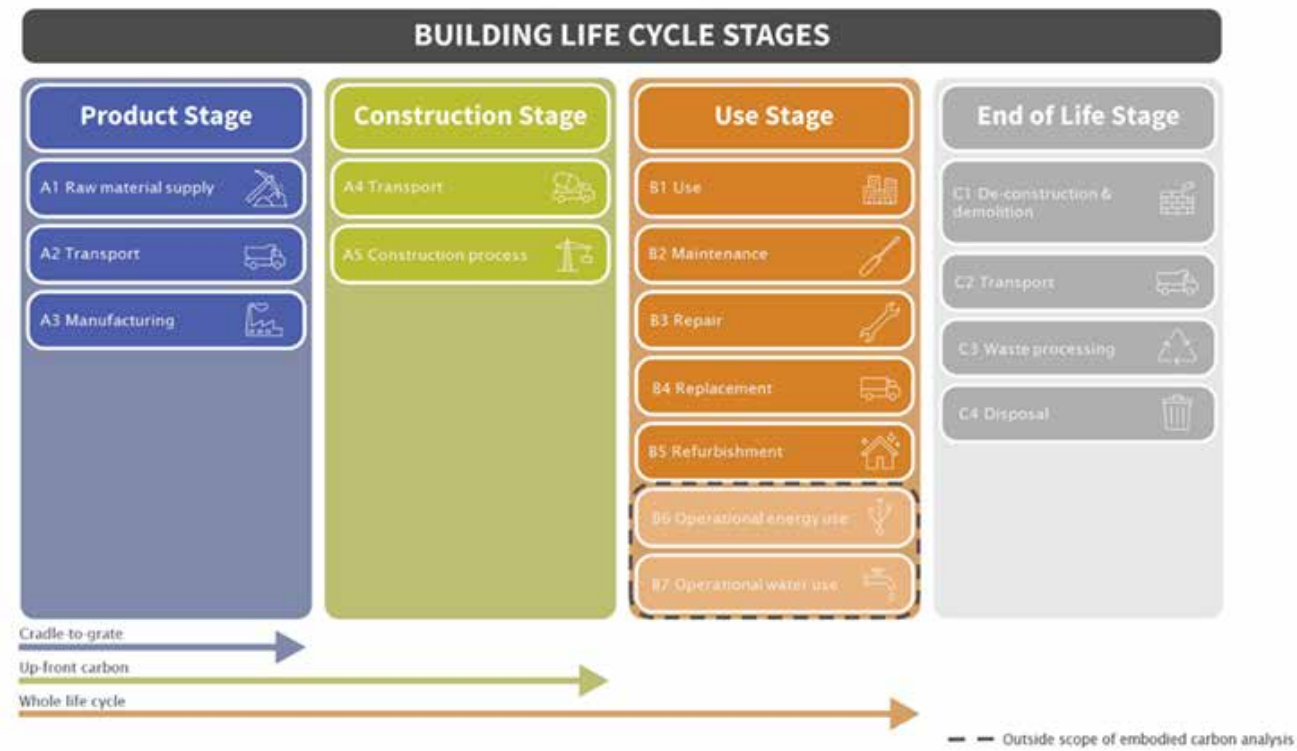 BUILDING LIFE CYCLE STAGES
Product Stage
A1 Raw material supply
A2 Transport
A3 Manufacturing
Construction Stage
A4 Transport
A5 Construction process
Use Stage
B1 Use
B2 Maintenance
B3 Repair
B4 Replacement
B5 Refurbishment
B6 Operational energy use
B7 Operational water use
End of Life Stage
C1 De-construction &
demolition
C2 Transport
C3 Waste processing
C4 Disposal
Cradle-to-grate
Up-front carbon
Whole life cycle
Outside scope of embodied carbon analysis